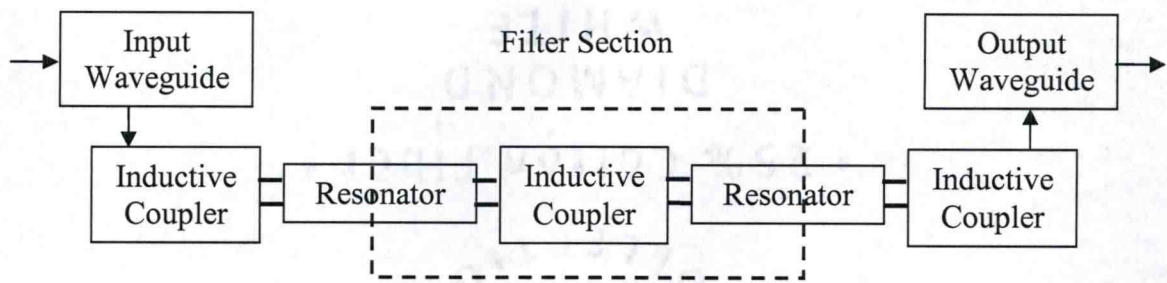 Input
Waveguide
Filter Section
Output
Waveguide
Inductive
Coupler
Resonator
Inductive
Coupler
Resonator
Inductive
Coupler